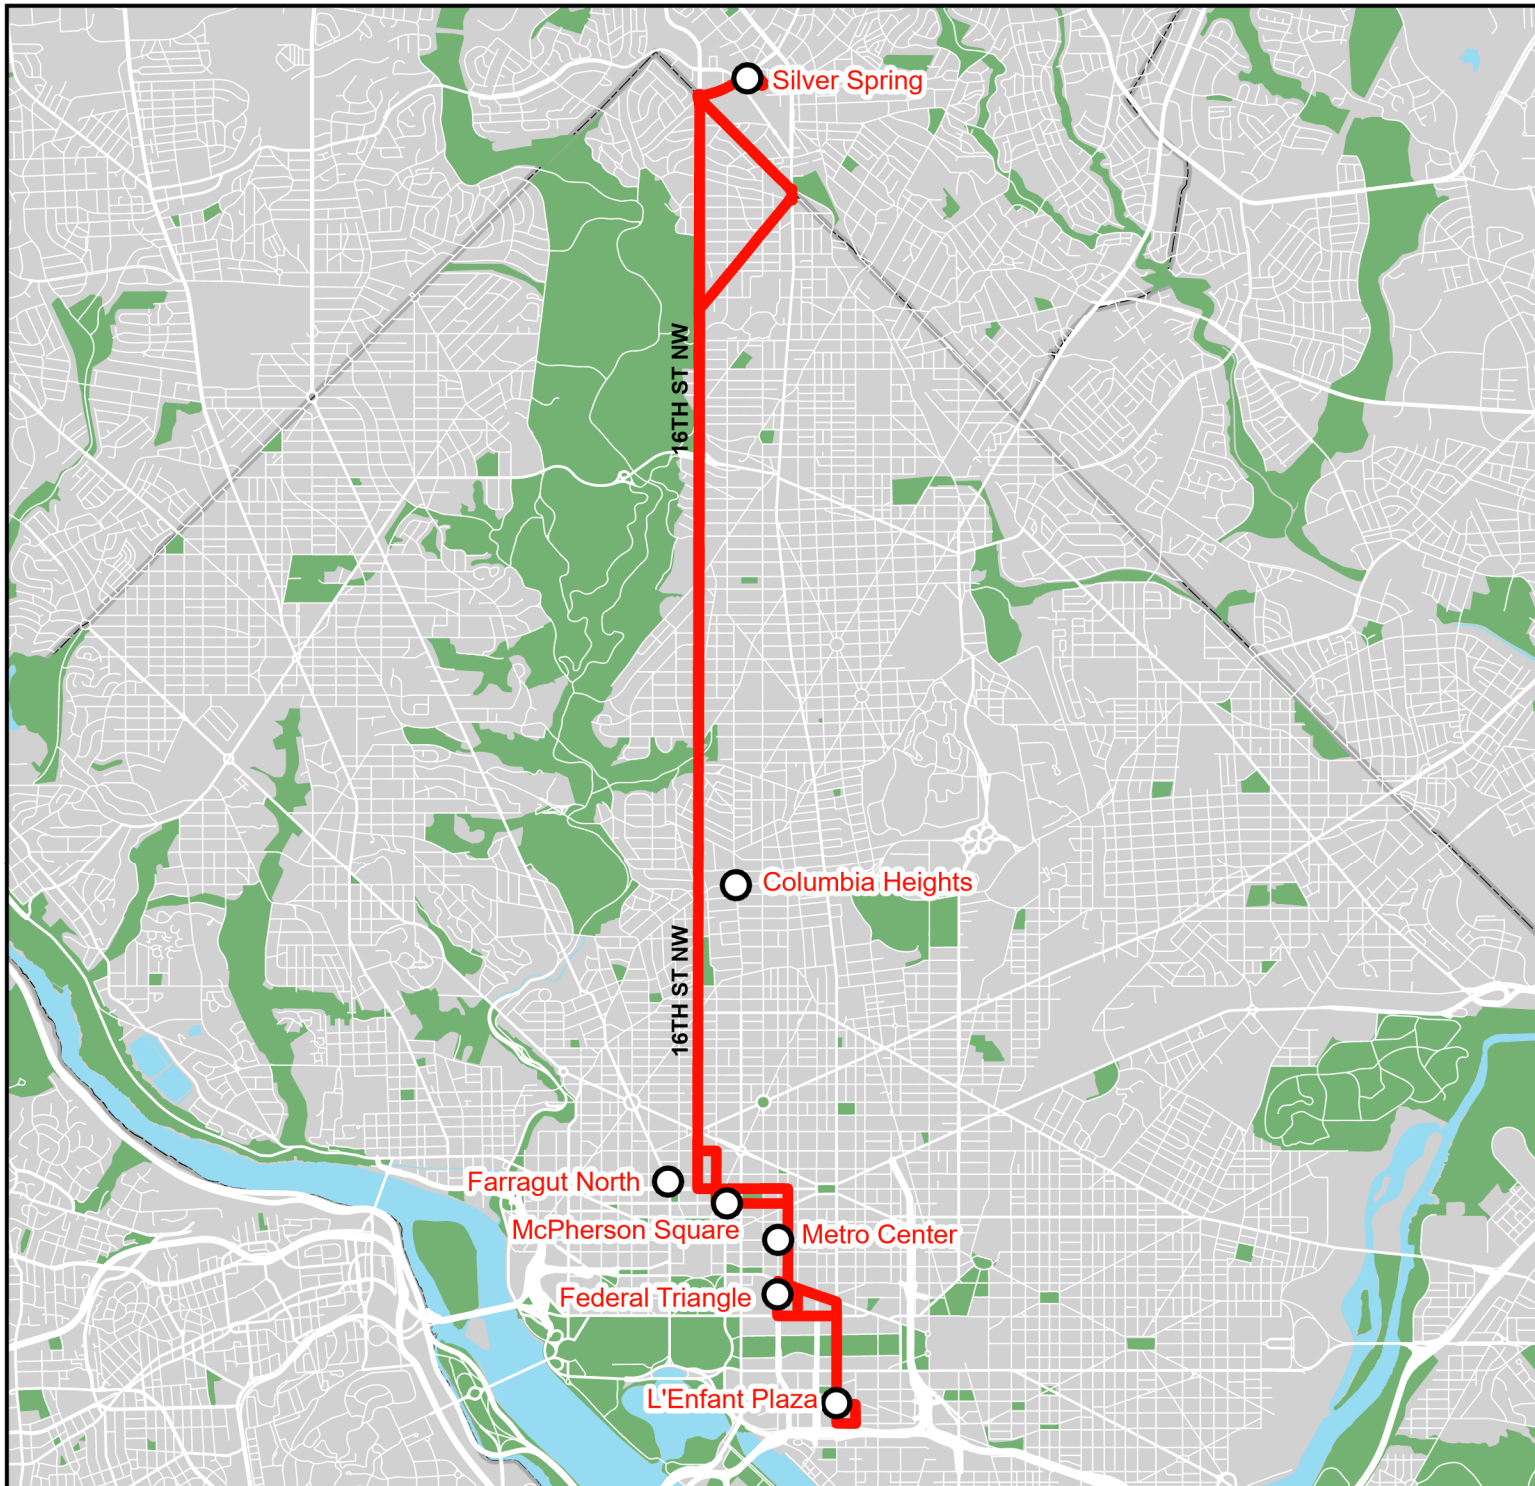 Silver Spring
16TH ST NW
Columbia Heights
16TH ST NW
Farragut North
McPherson Square
Metro Center
Federal Triangle
L'Enfant Plaza